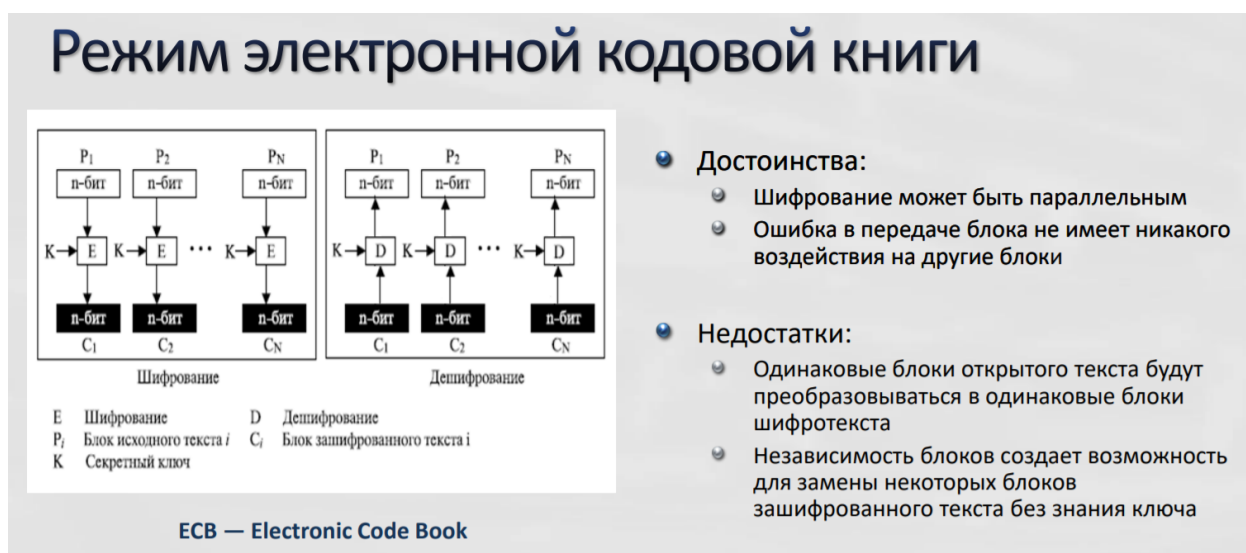 Режим электронной кодовой книги
P1 P2 PN
n-бит n-бит n-бит
K E K E ... K E
n-бит n-бит n-бит
C1 C2 CN
Шифрование
P1 P2 PN
n-бит n-бит n-бит
K D K D ... K D
n-бит n-бит n-бит
C1 C2 CN
Дешифрование
E Шифрование D Дешифрование
Pi Блок исходного текста i Ci Блок зашифрованного текста i
K Секретный ключ
ECB — Electronic Code Book
Достоинства:
Шифрование может быть параллельным
Ошибка в передаче блока не имеет никакого
воздействия на другие блоки
Недостатки:
Одинаковые блоки открытого текста будут
преобразовываться в одинаковые блоки
шифротекста
Независимость блоков создает возможность
для замены некоторых блоков
зашифрованного текста без знания ключа